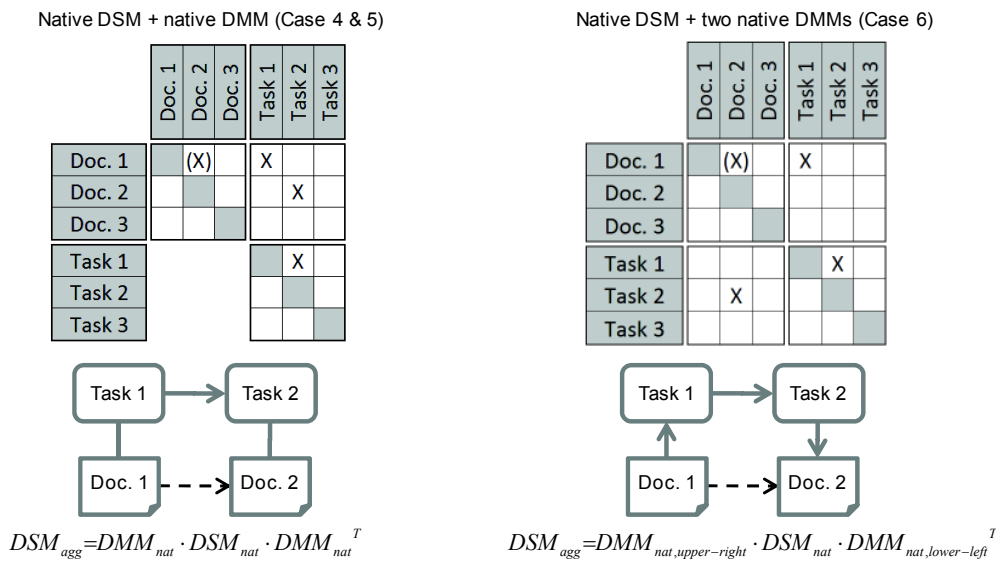 Native DSM + native DMM (Case 4 & 5)
Doc. 1 Doc. 2 Doc. 3 Task 1 Task 2 Task 3
Doc. 1 (X) X
Doc. 2 X
Doc. 3
Task 1 X
Task 2
Task 3
Task 1 Task 2
Doc. 1 Doc. 2
DSM_agg=DMM_nat · DSM_nat · DMM_nat^T
Native DSM + two native DMMs (Case 6)
Doc. 1 Doc. 2 Doc. 3 Task 1 Task 2 Task 3
Doc. 1 (X) X
Doc. 2
Doc. 3
Task 1 X
Task 2 X
Task 3
Task 1 Task 2
Doc. 1 Doc. 2
DSM_agg=DMM_nat,upper−right · DSM_nat · DMM_nat,lower−left^T